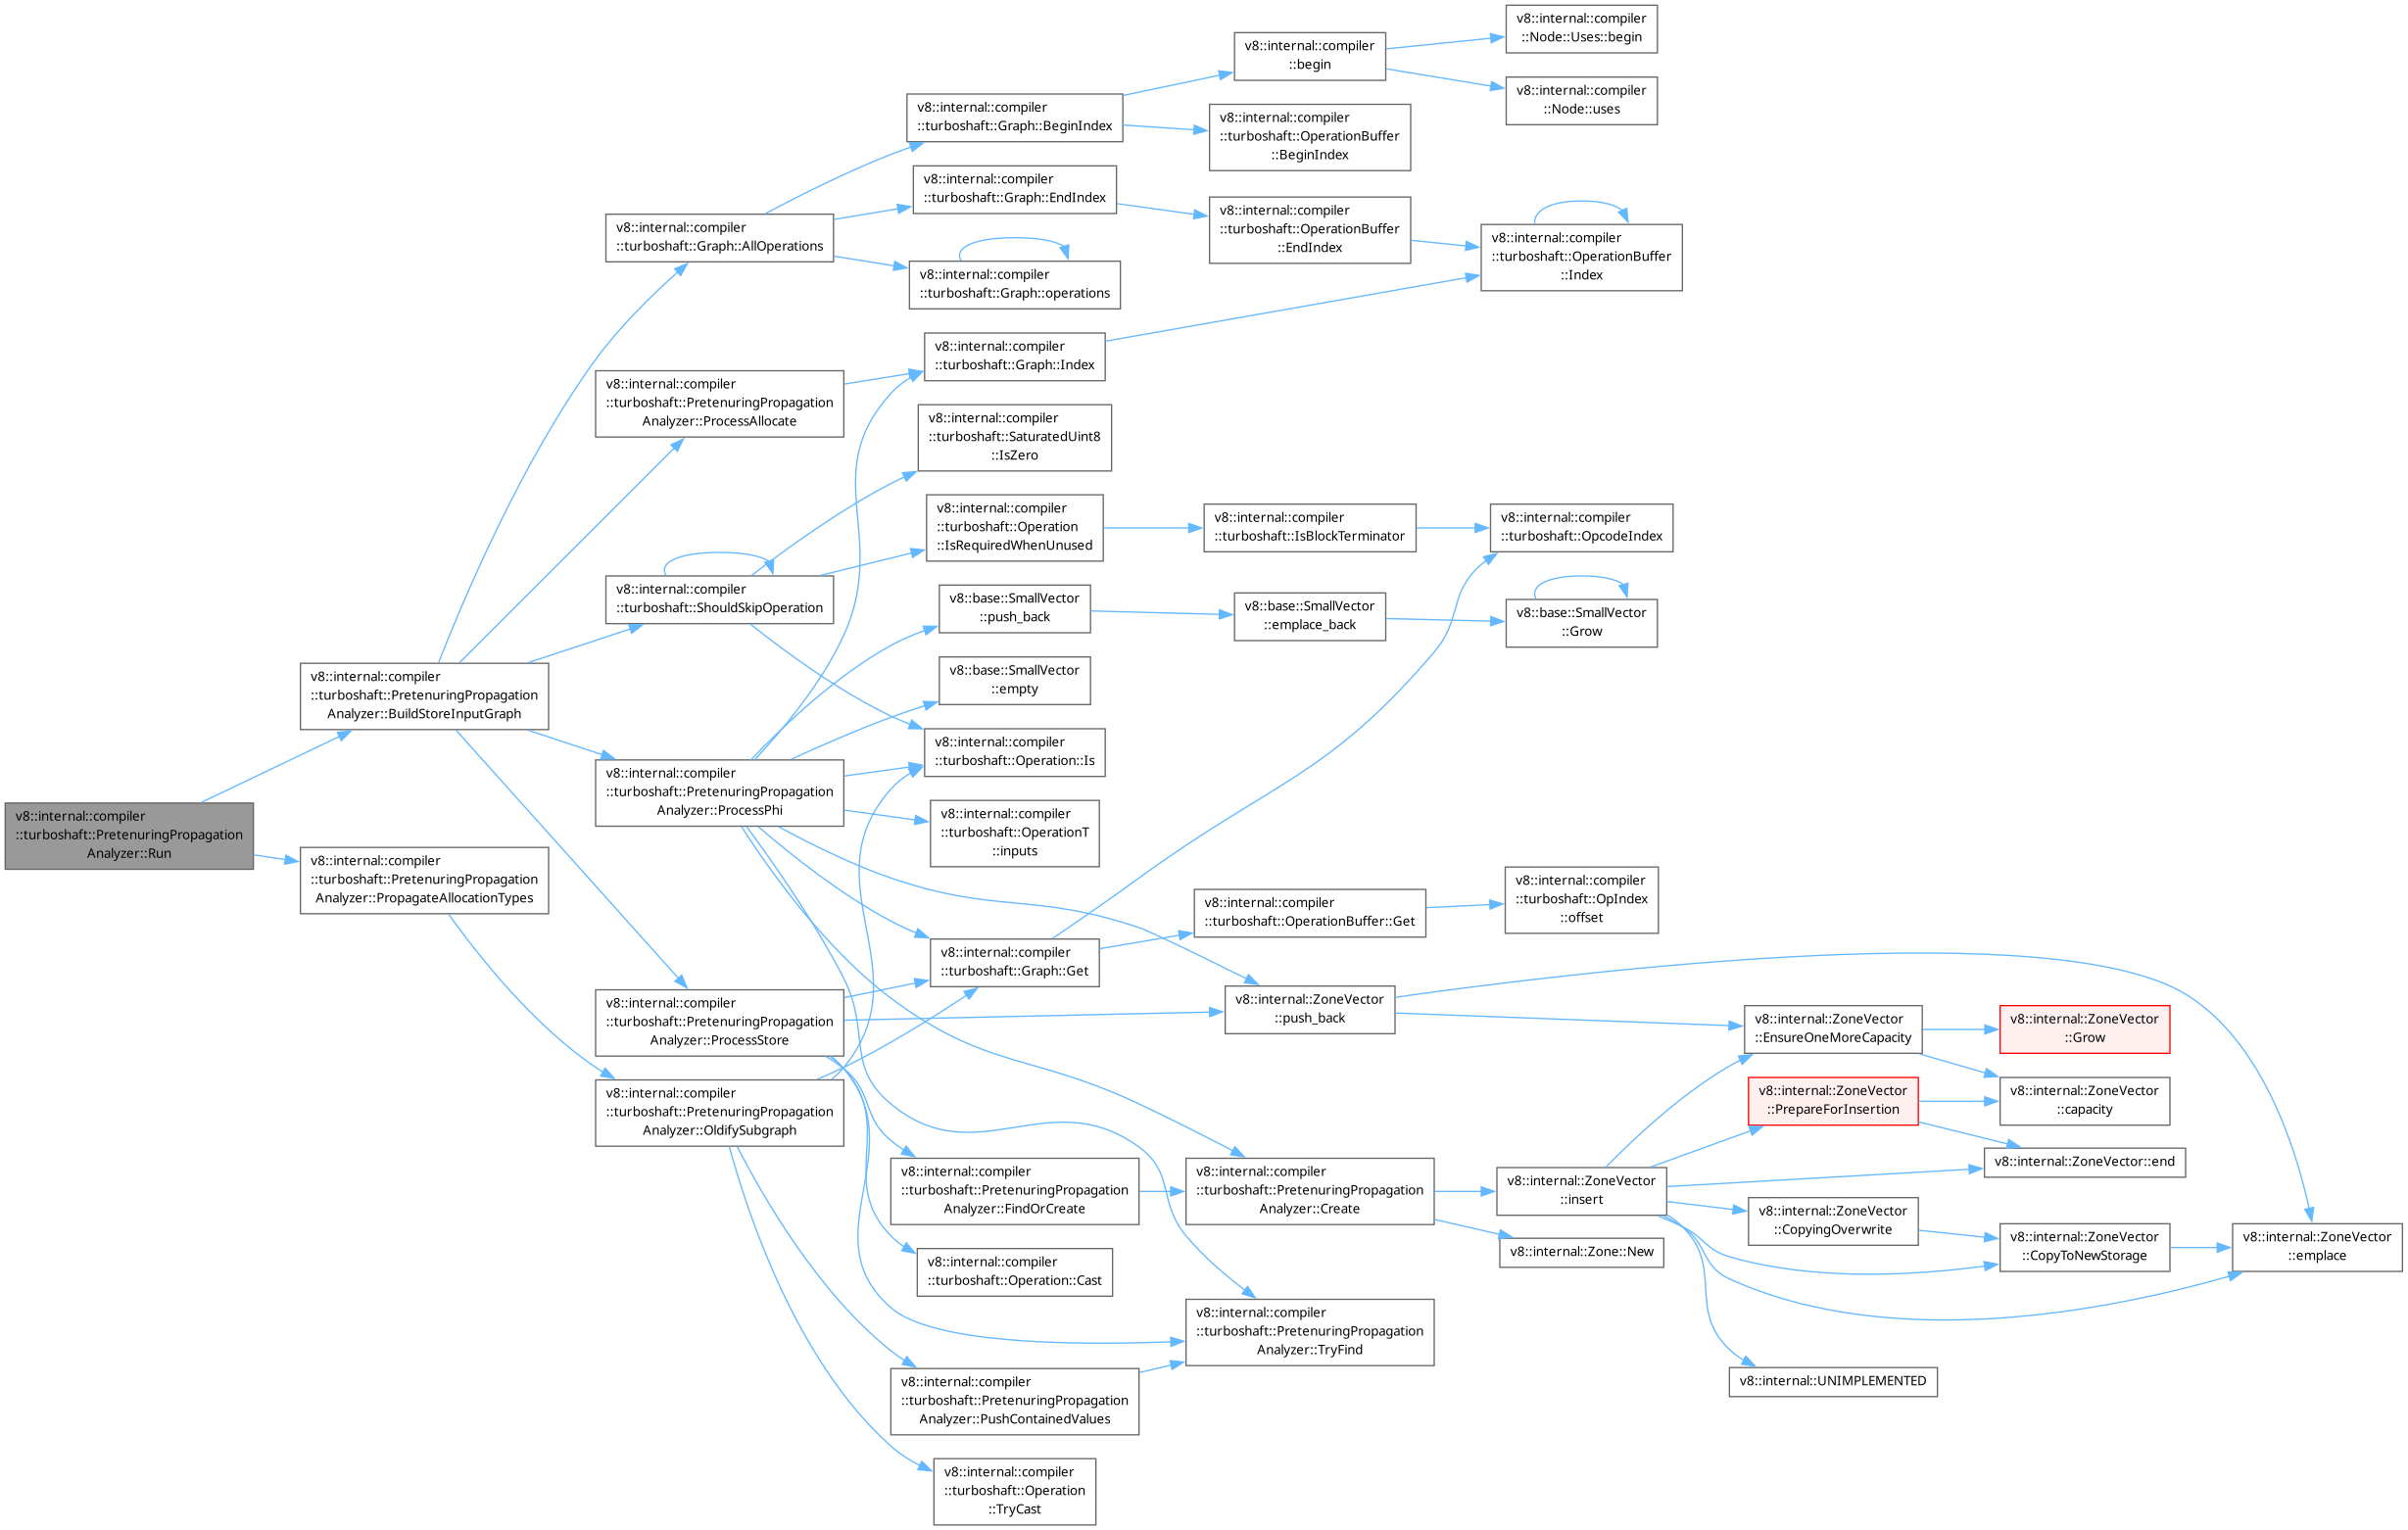 v8::internal::compiler
::turboshaft::PretenuringPropagation
Analyzer::Run
v8::internal::compiler
::turboshaft::PretenuringPropagation
Analyzer::BuildStoreInputGraph
v8::internal::compiler
::turboshaft::PretenuringPropagation
Analyzer::PropagateAllocationTypes
v8::internal::compiler
::turboshaft::Graph::AllOperations
v8::internal::compiler
::turboshaft::PretenuringPropagation
Analyzer::ProcessAllocate
v8::internal::compiler
::turboshaft::ShouldSkipOperation
v8::internal::compiler
::turboshaft::PretenuringPropagation
Analyzer::ProcessPhi
v8::internal::compiler
::turboshaft::PretenuringPropagation
Analyzer::ProcessStore
v8::internal::compiler
::turboshaft::PretenuringPropagation
Analyzer::OldifySubgraph
v8::internal::compiler
::turboshaft::Graph::BeginIndex
v8::internal::compiler
::turboshaft::Graph::EndIndex
v8::internal::compiler
::turboshaft::Graph::operations
v8::internal::compiler
::turboshaft::Graph::Index
v8::internal::compiler
::turboshaft::SaturatedUint8
::IsZero
v8::internal::compiler
::turboshaft::Operation
::IsRequiredWhenUnused
v8::base::SmallVector
::push_back
v8::base::SmallVector
::empty
v8::internal::compiler
::turboshaft::Operation::Is
v8::internal::compiler
::turboshaft::OperationT
::inputs
v8::internal::compiler
::turboshaft::Graph::Get
v8::internal::compiler
::turboshaft::PretenuringPropagation
Analyzer::FindOrCreate
v8::internal::compiler
::turboshaft::Operation::Cast
v8::internal::compiler
::turboshaft::PretenuringPropagation
Analyzer::PushContainedValues
v8::internal::compiler
::turboshaft::Operation
::TryCast
v8::internal::compiler
::begin
v8::internal::compiler
::turboshaft::OperationBuffer
::BeginIndex
v8::internal::compiler
::turboshaft::OperationBuffer
::EndIndex
v8::internal::compiler
::turboshaft::IsBlockTerminator
v8::base::SmallVector
::emplace_back
v8::internal::compiler
::turboshaft::OperationBuffer::Get
v8::internal::ZoneVector
::push_back
v8::internal::compiler
::turboshaft::PretenuringPropagation
Analyzer::Create
v8::internal::compiler
::turboshaft::PretenuringPropagation
Analyzer::TryFind
v8::internal::compiler
::Node::Uses::begin
v8::internal::compiler
::Node::uses
v8::internal::compiler
::turboshaft::OperationBuffer
::Index
v8::internal::compiler
::turboshaft::OpcodeIndex
v8::base::SmallVector
::Grow
v8::internal::compiler
::turboshaft::OpIndex
::offset
v8::internal::ZoneVector
::insert
v8::internal::Zone::New
v8::internal::ZoneVector
::EnsureOneMoreCapacity
v8::internal::ZoneVector
::PrepareForInsertion
v8::internal::ZoneVector
::CopyingOverwrite
v8::internal::UNIMPLEMENTED
v8::internal::ZoneVector
::Grow
v8::internal::ZoneVector
::capacity
v8::internal::ZoneVector::end
v8::internal::ZoneVector
::CopyToNewStorage
v8::internal::ZoneVector
::emplace